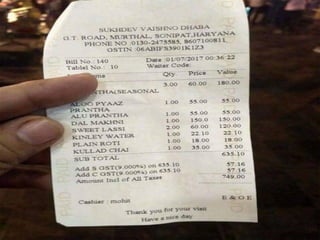 SUKHDEV VAISHNO DHABA
G.T. ROAD, MURTHAL, SONIPAT,HARYANA
PHONE NO :0130-2475585, 8607100811
GSTIN :06ABIFS3901K1Z3
Bill No : 140 Date :01/07/2017 00:36:22
Table No. : 10 Waiter Code:
Qty. Price Value
3.00 60.00 180.00
(SEASONAL
ALOO PYAAZ 1.00 55.00 55.00
PRANTHA
ALU PRANTHA 1.00 55.00 55.00
DAL MAKHNI 1.00 150.0 150.00
SWEET LASSI 2.00 60.00 120.00
KINLEY WATER 1.00 22.10 22.10
PLAIN ROTI 1.00 18.00 18.00
KULLAD CHAI 1.00 35.00 35.00
SUB TOTAL 635.10
Add S GST(9.000%) on 635.10 57.16
Add C GST(9.000%) on 635.10 57.16
Amount Incl of All Taxes 749.00
Cashier : mohit E & O E
Thank you for your visit
Have a nice day